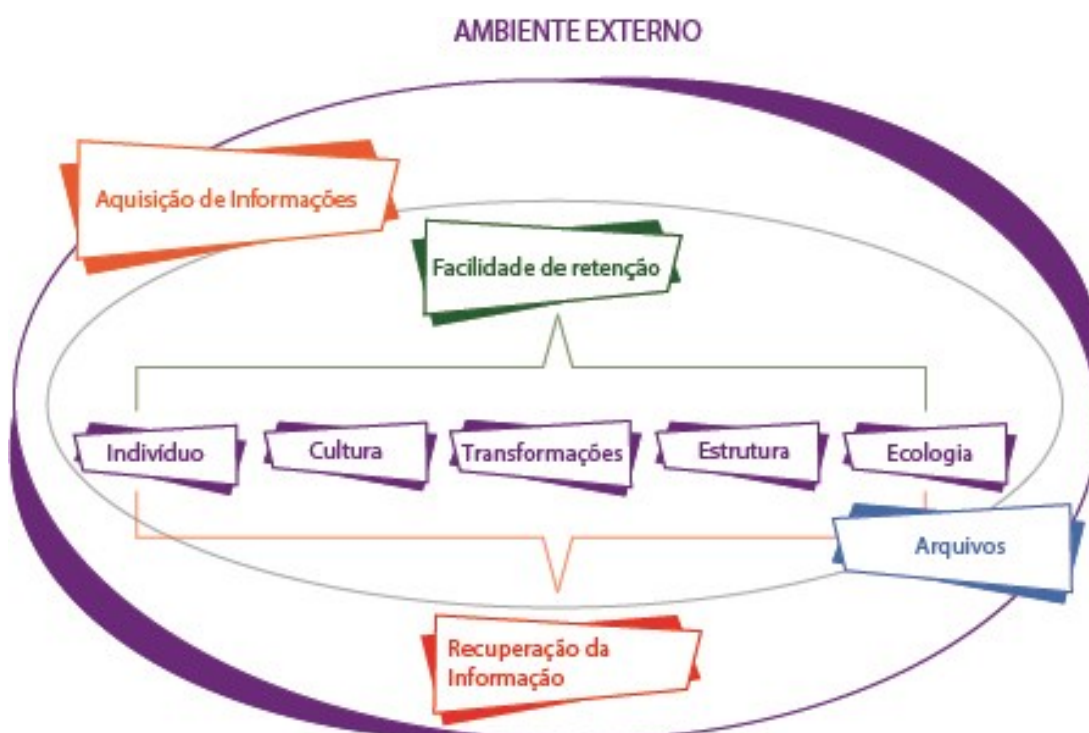 AMBIENTE EXTERNO
Aquisição de Informações
Facilidade de retenção
Indivíduo
Cultura
Transformações
Estrutura
Ecologia
Arquivos
Recuperação da
Informação